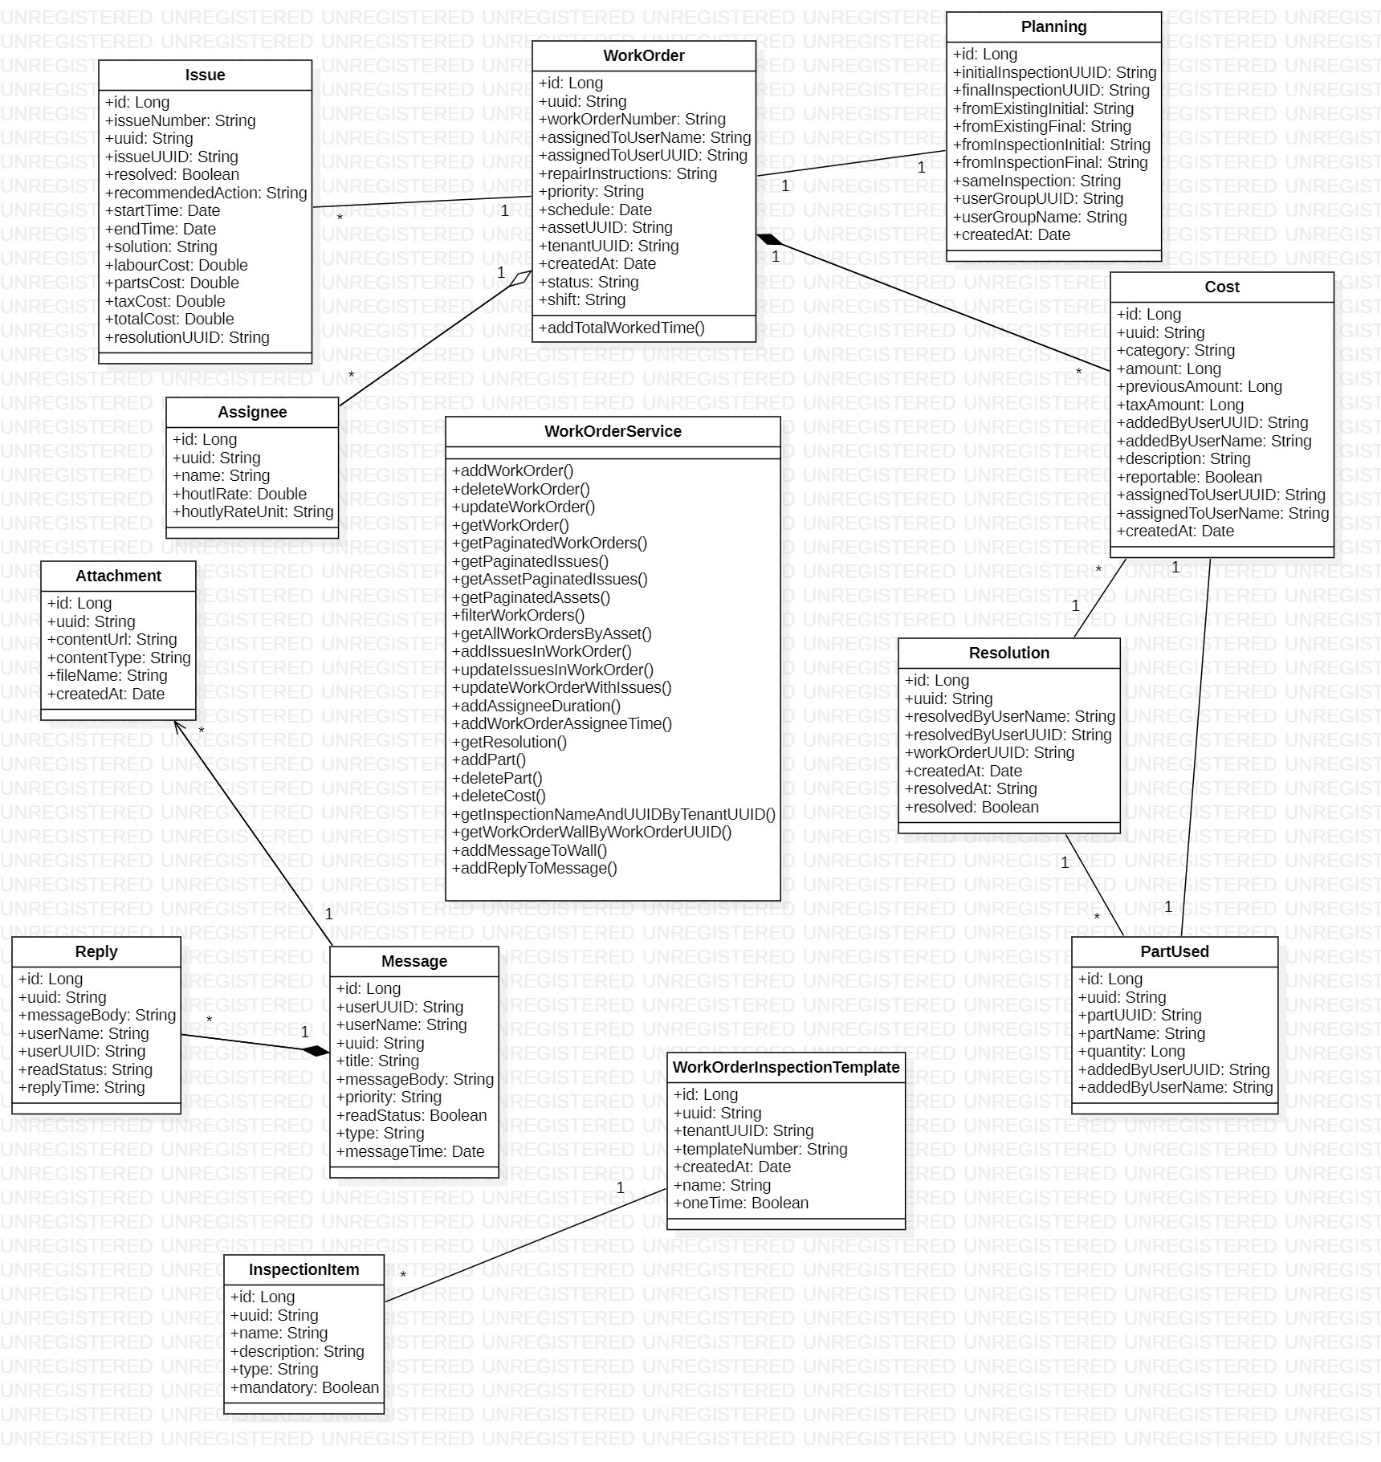 Issue
+id: Long
+issueNumber: String
+uuid: String
+issueUUID: String
+resolved: Boolean
+recommendedAction: String
+startTime: Date
+endTime: Date
+solution: String
+labourCost: Double
+partsCost: Double
+taxCost: Double
+totalCost: Double
+resolutionUUID: String
*
1
WorkOrder
+id: Long
+uuid: String
+workOrderNumber: String
+assignedToUserName: String
+assignedToUserUUID: String
+repairInstructions: String
+priority: String
+schedule: Date
+assetUUID: String
+tenantUUID: String
+createdAt: Date
+status: String
+shift: String
+addTotalWorkedTime()
1
1
Planning
+id: Long
+initialInspectionUUID: String
+finalInspectionUUID: String
+fromExistingInitial: String
+fromExistingFinal: String
+fromInspectionInitial: String
+fromInspectionFinal: String
+sameInspection: String
+userGroupUUID: String
+userGroupName: String
+createdAt: Date
1
*
Cost
+id: Long
+uuid: String
+category: String
+amount: Long
+previousAmount: Long
+taxAmount: Long
+addedByUserUUID: String
+addedByUserName: String
+description: String
+reportable: Boolean
+assignedToUserUUID: String
+assignedToUserName: String
+createdAt: Date
1
*
Assignee
+id: Long
+uuid: String
+name: String
+houtlRate: Double
+houtlyRateUnit: String
WorkOrderService
+addWorkOrder()
+deleteWorkOrder()
+updateWorkOrder()
+getWorkOrder()
+getPaginatedWorkOrders()
+getPaginatedIssues()
+getAssetPaginatedIssues()
+getPaginatedAssets()
+filterWorkOrders()
+getAllWorkOrdersByAsset()
+addIssuesInWorkOrder()
+updateIssuesInWorkOrder()
+updateWorkOrderWithIssues()
+addAssigneeDuration()
+addWorkOrderAssigneeTime()
+getResolution()
+addPart()
+deletePart()
+deleteCost()
+getInspectionNameAndUUIDByTenantUUID()
+getWorkOrderWallByWorkOrderUUID()
+addMessageToWall()
+addReplyToMessage()
Attachment
+id: Long
+uuid: String
+contentUrl: String
+contentType: String
+fileName: String
+createdAt: Date
*
1
*
1
1
1
Resolution
+id: Long
+uuid: String
+resolvedByUserName: String
+resolvedByUserUUID: String
+workOrderUUID: String
+createdAt: Date
+resolvedAt: String
+resolved: Boolean
1
*
PartUsed
+id: Long
+uuid: String
+partUUID: String
+partName: String
+quantity: Long
+addedByUserUUID: String
+addedByUserName: String
Reply
+id: Long
+uuid: String
+messageBody: String
+userName: String
+userUUID: String
+readStatus: String
+replyTime: String
*
1
Message
+id: Long
+userUUID: String
+userName: String
+uuid: String
+title: String
+messageBody: String
+priority: String
+readStatus: Boolean
+type: String
+messageTime: Date
WorkOrderInspectionTemplate
+id: Long
+uuid: String
+tenantUUID: String
+templateNumber: String
+createdAt: Date
+name: String
+oneTime: Boolean
1
*
InspectionItem
+id: Long
+uuid: String
+name: String
+description: String
+type: String
+mandatory: Boolean
UNREGISTERED